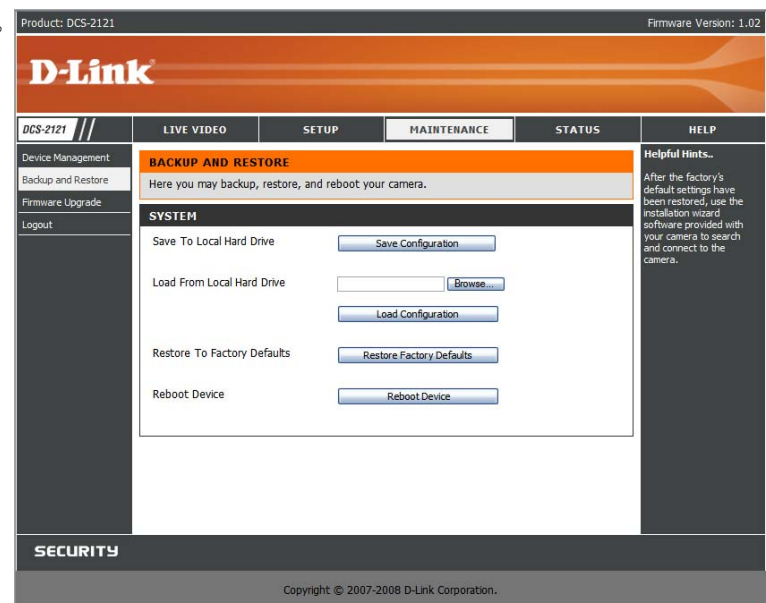 Product: DCS-2121
Firmware Version: 1.02
D-Link
DCS-2121
LIVE VIDEO
SETUP
MAINTENANCE
STATUS
HELP
Device Management
Backup and Restore
Firmware Upgrade
Logout
BACKUP AND RESTORE
Here you may backup, restore, and reboot your camera.
SYSTEM
Save To Local Hard Drive
Save Configuration
Load From Local Hard Drive
Browse...
Load Configuration
Restore To Factory Defaults
Restore Factory Defaults
Reboot Device
Reboot Device
Helpful Hints..
After the factory's
default settings have
been restored, use the
installation wizard
software provided with
your camera to search
and connect to the
camera.
SECURITY
Copyright © 2007-2008 D-Link Corporation.